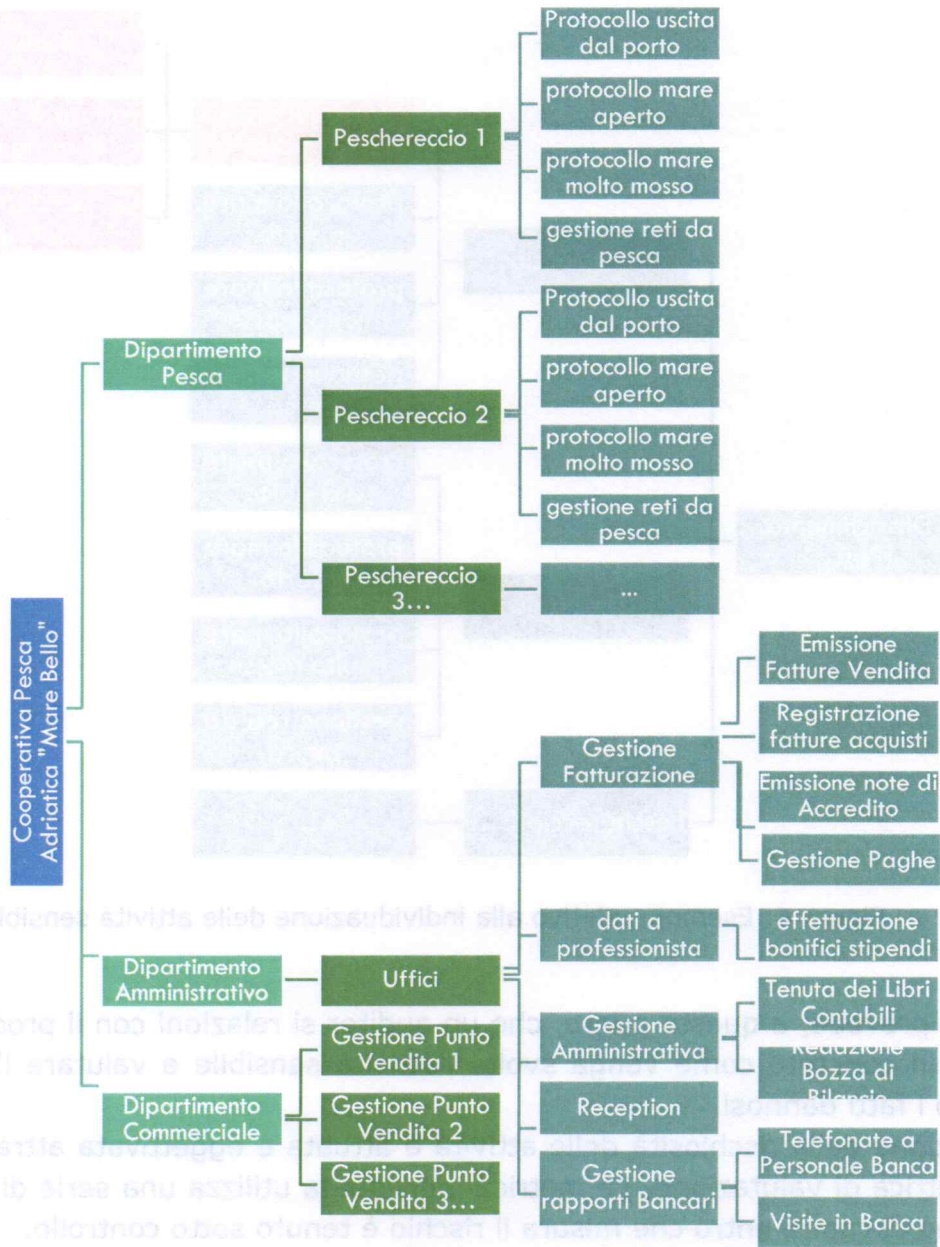 Protocollo uscita
dal porto
protocollo mare
aperto
Peschereccio 1
protocollo mare
molto mosso
gestione reti da
pesca
Protocollo uscita
dal porto
Dipartimento
Pesca
protocollo mare
aperto
Peschereccio 2
protocollo mare
molto mosso
gestione reti da
pesca
Peschereccio
3...
...
Cooperativa Pesca
Adriatica "Mare Bello"
Emissione
Fatture Vendita
Registrazione
fatture acquisti
Gestione
Fatturazione
Emissione note di
Accredito
Gestione Paghe
dati a
professionista
effettuazione
bonifici stipendi
Dipartimento
Amministrativo
Uffici
Tenuta dei Libri
Contabili
Gestione
Amministrativa
Redazione
Bozza di
Bilancio
Gestione Punto
Vendita 1
Dipartimento
Commerciale
Gestione Punto
Vendita 2
Reception
Gestione Punto
Vendita 3...
Gestione
rapporti Bancari
Telefonate a
Personale Banca
Visite in Banca